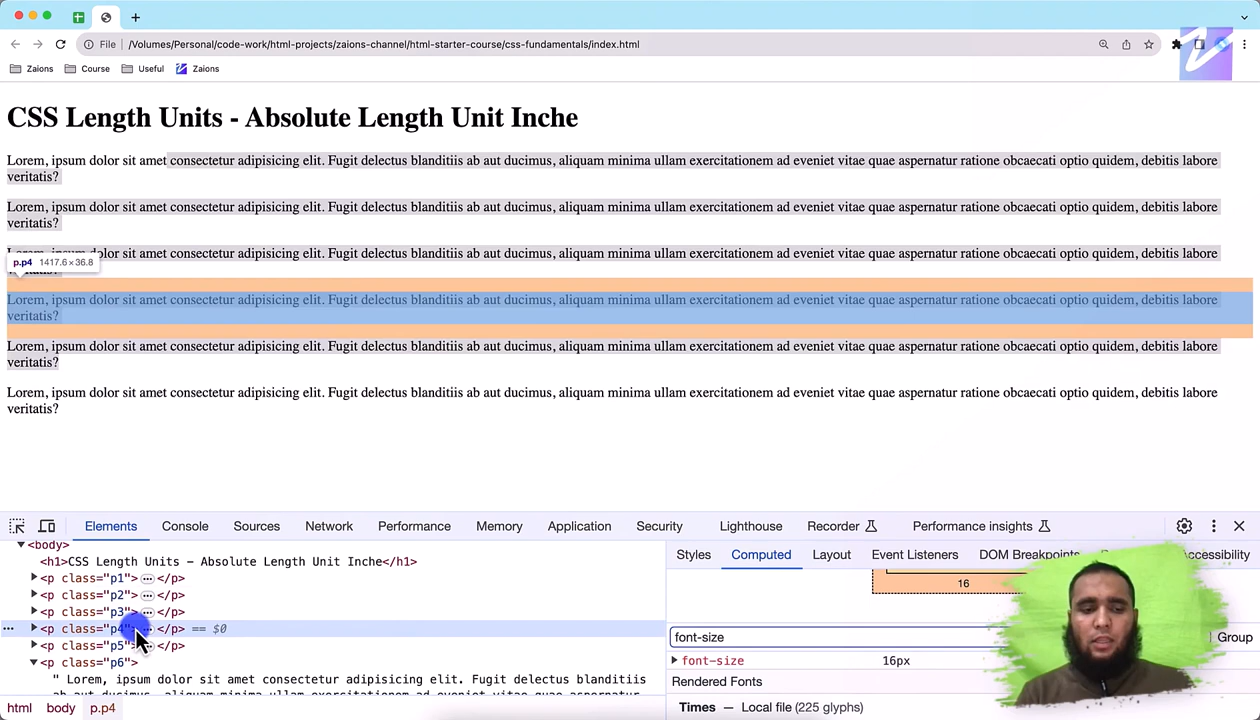 File
/Volumes/Personal/code-work/html-projects/zaions-channel/html-starter-course/css-fundamentals/index.html
Zaions Course Useful Zaions
CSS Length Units - Absolute Length Unit Inche
Lorem, ipsum dolor sit amet consectetur adipisicing elit. Fugit delectus blanditiis ab aut ducimus, aliquam minima ullam exercitationem ad eveniet vitae quae aspernatur ratione obcaecati optio quidem, debitis labore
veritatis?
Lorem, ipsum dolor sit amet consectetur adipisicing elit. Fugit delectus blanditiis ab aut ducimus, aliquam minima ullam exercitationem ad eveniet vitae quae aspernatur ratione obcaecati optio quidem, debitis labore
veritatis?
Lorem, ipsum dolor sit amet consectetur adipisicing elit. Fugit delectus blanditiis ab aut ducimus, aliquam minima ullam exercitationem ad eveniet vitae quae aspernatur ratione obcaecati optio quidem, debitis labore
p.p4 1417.6×36.8
Lorem, ipsum dolor sit amet consectetur adipisicing elit. Fugit delectus blanditiis ab aut ducimus, aliquam minima ullam exercitationem ad eveniet vitae quae aspernatur ratione obcaecati optio quidem, debitis labore
veritatis?
Lorem, ipsum dolor sit amet consectetur adipisicing elit. Fugit delectus blanditiis ab aut ducimus, aliquam minima ullam exercitationem ad eveniet vitae quae aspernatur ratione obcaecati optio quidem, debitis labore
veritatis?
Lorem, ipsum dolor sit amet consectetur adipisicing elit. Fugit delectus blanditiis ab aut ducimus, aliquam minima ullam exercitationem ad eveniet vitae quae aspernatur ratione obcaecati optio quidem, debitis labore
veritatis?
Elements Console Sources Network Performance Memory Application Security Lighthouse Recorder Performance insights
<body>
<h1>CSS Length Units - Absolute Length Unit Inche</h1>
<p class="p1"> … </p>
<p class="p2"> … </p>
<p class="p3"> … </p>
<p class="p4"> … </p> == $0
<p class="p5"> … </p>
<p class="p6">
" Lorem, ipsum dolor sit amet consectetur adipisicing elit. Fugit delectus blanditiis
html body p.p4
Styles Computed Layout Event Listeners DOM Breakpoints Accessibility
16
font-size
Group
font-size 16px
Rendered Fonts
Times — Local file (225 glyphs)